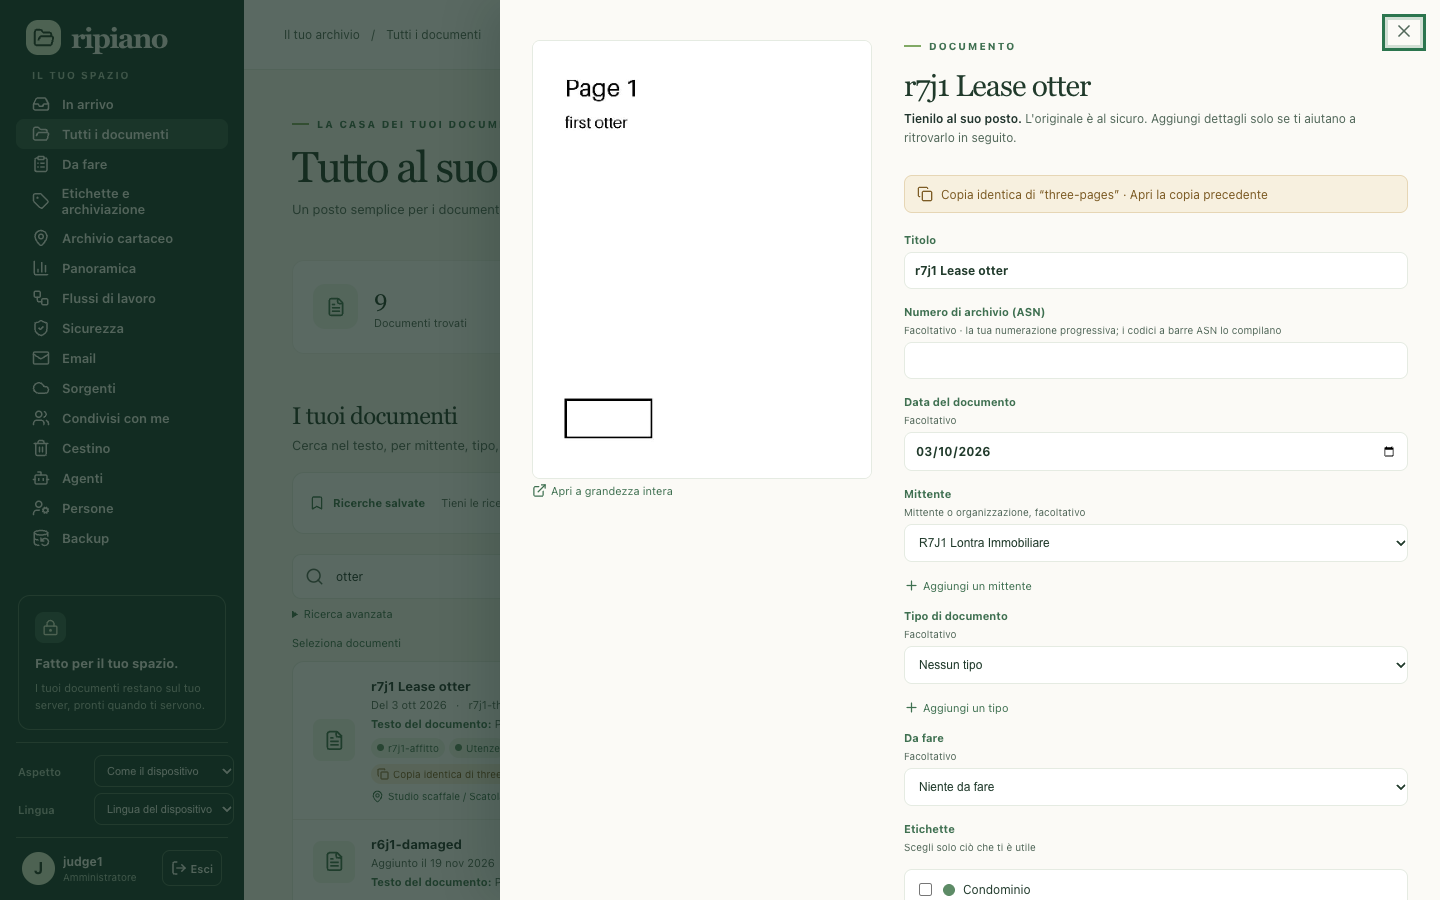 ripiano
IL TUO SPAZIO
In arrivo
Tutti i documenti
Da fare
Etichette e
archiviazione
Archivio cartaceo
Panoramica
Flussi di lavoro
Sicurezza
Email
Sorgenti
Condivisi con me
Cestino
Agenti
Persone
Backup
Fatto per il tuo spazio.
I tuoi documenti restano sul tuo
server, pronti quando ti servono.
Aspetto
Come il dispositivo
Lingua
Lingua del dispositivo
J
judge1
Amministratore
Esci
Il tuo archivio / Tutti i documenti
LA CASA DEI TUOI DOCUM
Tutto al suo
Un posto semplice per i document
9
Documenti trovati
I tuoi documenti
Cerca nel testo, per mittente, tipo,
Ricerche salvate Tieni le rice
otter
Ricerca avanzata
Seleziona documenti
r7j1 Lease otter
Del 3 ott 2026 · r7j1-th
Testo del documento: P
r7j1-affitto Utenze
Copia identica di three
Studio scaffale / Scatol
r6j1-damaged
Aggiunto il 19 nov 2026
Testo del documento: P
Page 1
first otter
Apri a grandezza intera
DOCUMENTO
r7j1 Lease otter
Tienilo al suo posto. L'originale è al sicuro. Aggiungi dettagli solo se ti aiutano a
ritrovarlo in seguito.
Copia identica di “three-pages” · Apri la copia precedente
Titolo
r7j1 Lease otter
Numero di archivio (ASN)
Facoltativo · la tua numerazione progressiva; i codici a barre ASN lo compilano
Data del documento
Facoltativo
03/10/2026
Mittente
Mittente o organizzazione, facoltativo
R7J1 Lontra Immobiliare
Aggiungi un mittente
Tipo di documento
Facoltativo
Nessun tipo
Aggiungi un tipo
Da fare
Facoltativo
Niente da fare
Etichette
Scegli solo ciò che ti è utile
Condominio